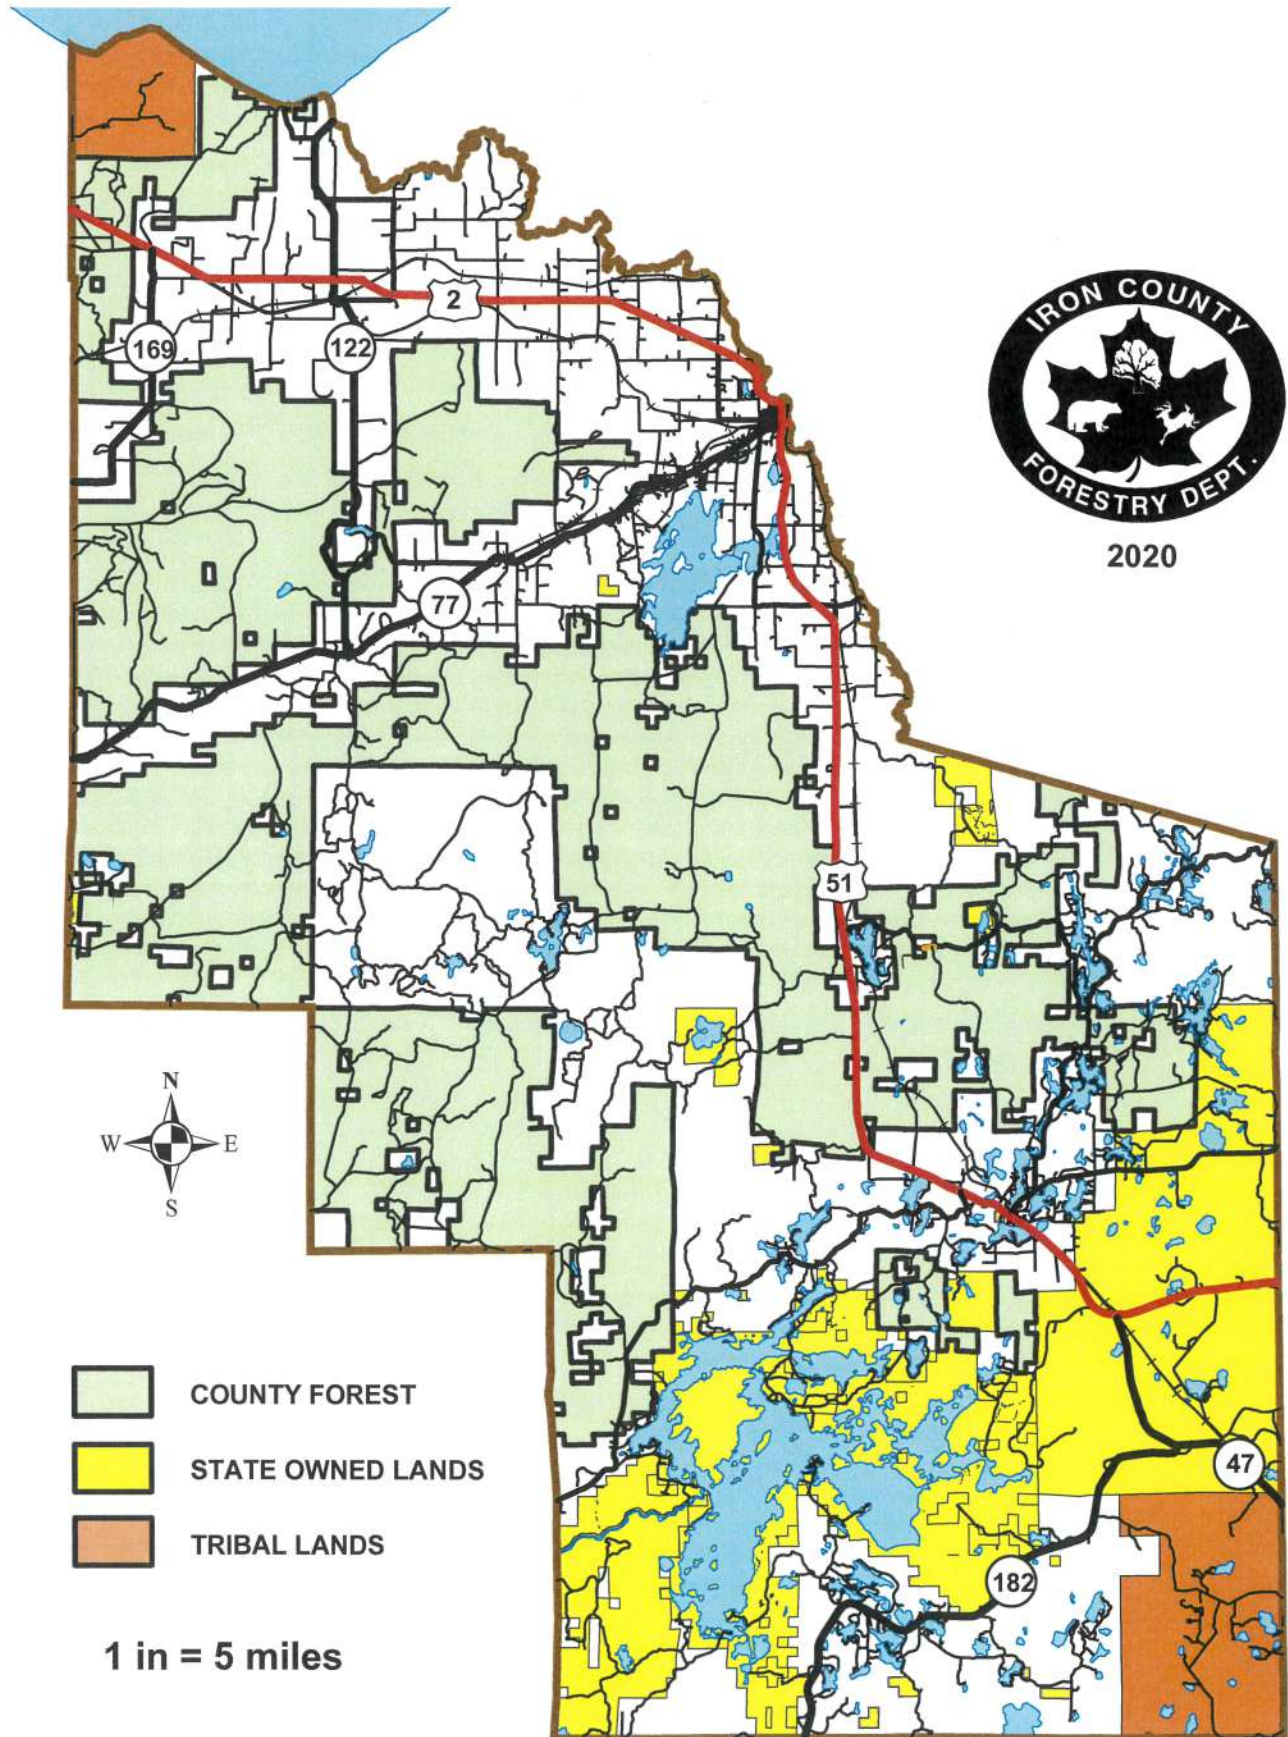 IRON COUNTY
FORESTRY DEPT.
2020
2
169
122
77
51
N
W E
S
COUNTY FOREST
STATE OWNED LANDS
TRIBAL LANDS
47
182
1 in = 5 miles